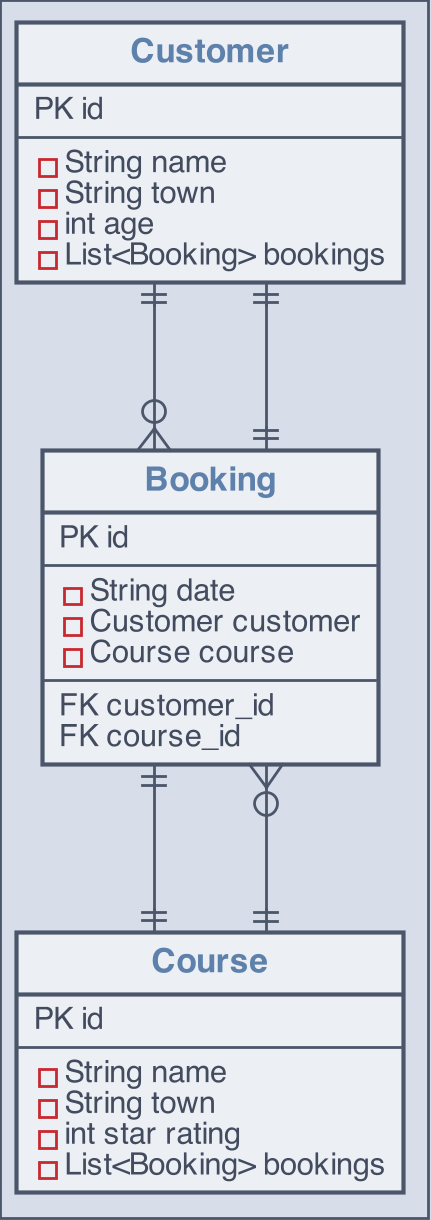 Customer
PK id
String name
String town
int age
List<Booking> bookings
Booking
PK id
String date
Customer customer
Course course
FK customer_id
FK course_id
Course
PK id
String name
String town
int star rating
List<Booking> bookings